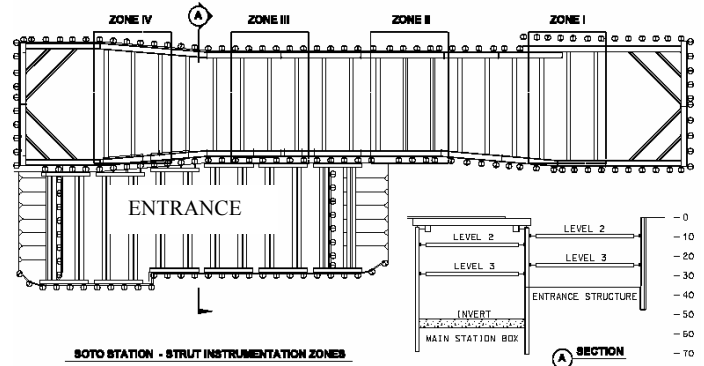 ZONE IV
A
ZONE III
ZONE II
ZONE I
ENTRANCE
LEVEL 2
LEVEL 3
INVERT
MAIN STATION BOX
LEVEL 2
LEVEL 3
ENTRANCE STRUCTURE
0
10
20
30
40
50
60
70
SOTO STATION - STRUT INSTRUMENTATION ZONES
A SECTION